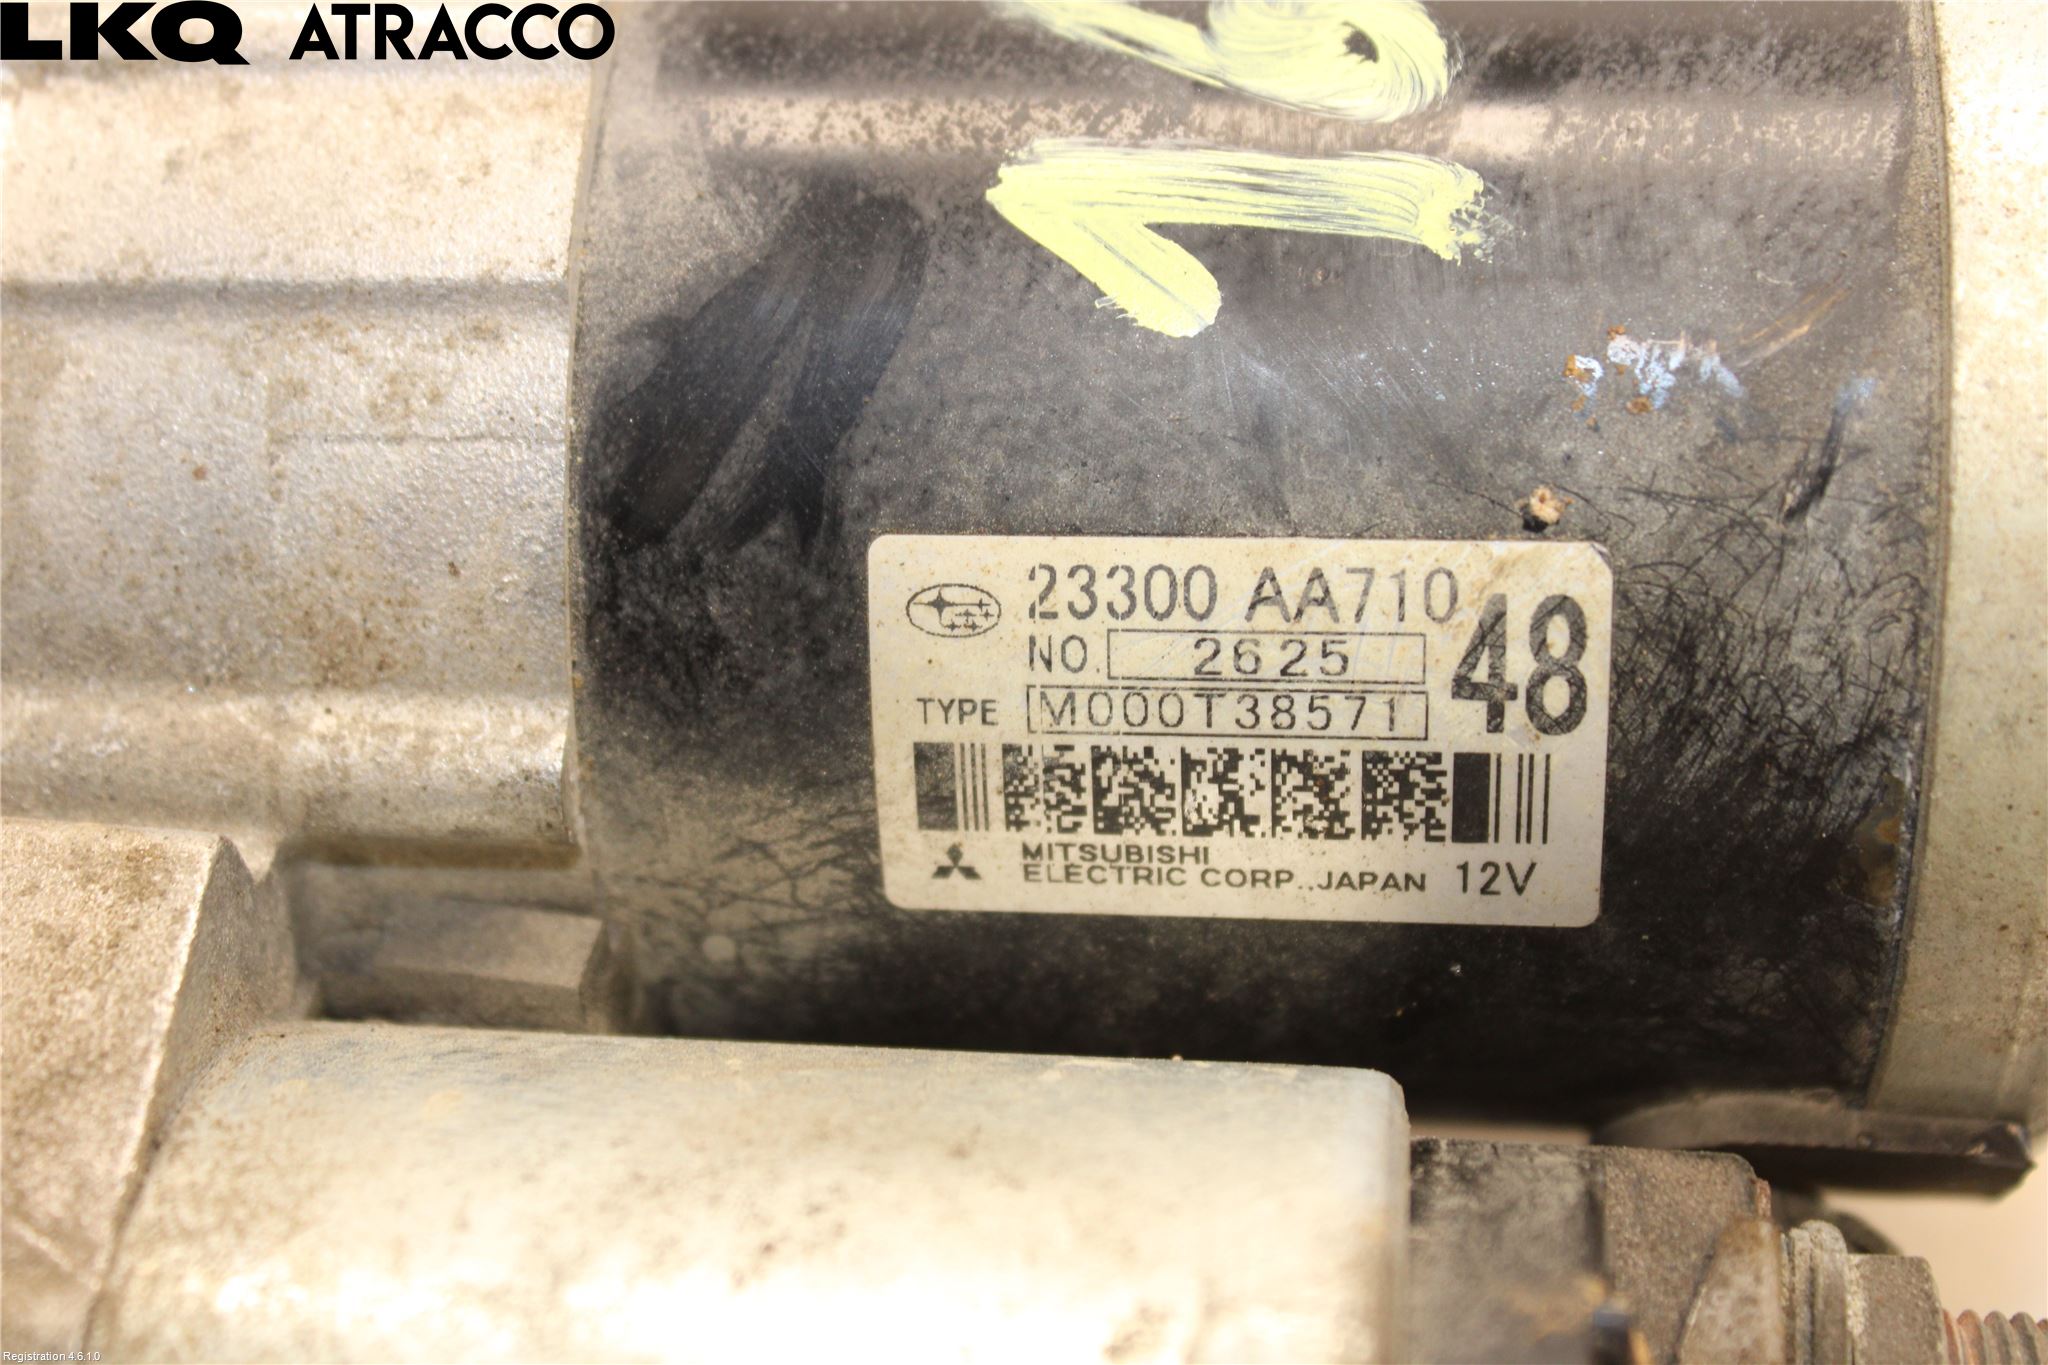 LKQ ATRACCO
23300 AA710
48
NO. 2625
TYPE M000T38571
MITSUBISHI
ELECTRIC CORP., JAPAN 12V
Registration 4.6.1.0